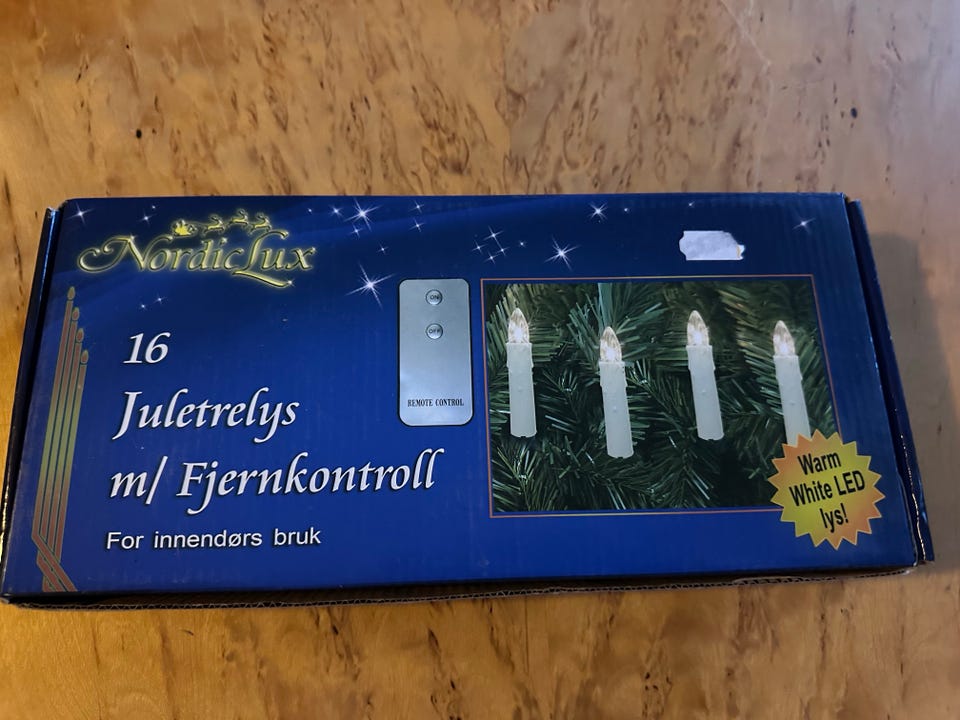 NordicLux
16
Juletrelys
m/ Fjernkontroll
For innendørs bruk
ON
OFF
REMOTE CONTROL
Warm
White LED
lys!